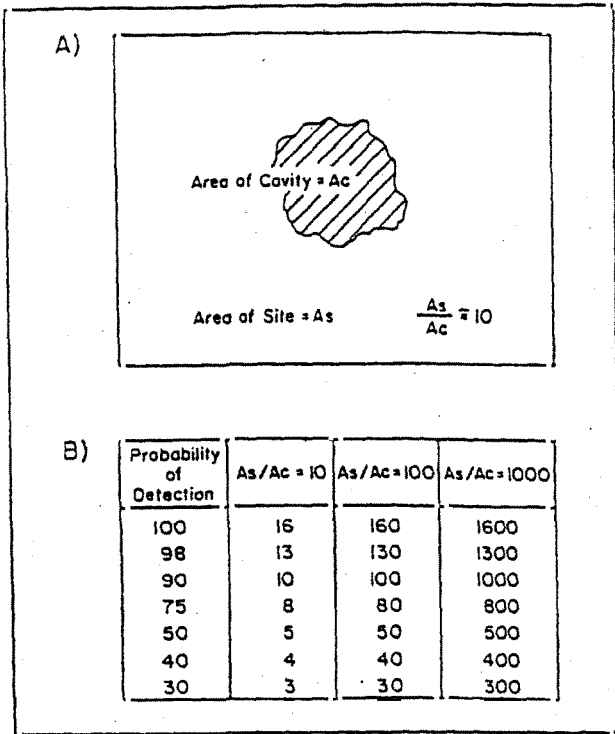 A)
Area of Cavity = Ac
Area of Site = As
As
Ac
≈ 10
B)
Probability of Detection As/Ac = 10 As/Ac = 100 As/Ac = 1000
100 16 160 1600
98 13 130 1300
90 10 100 1000
75 8 80 800
50 5 50 500
40 4 40 400
30 3 30 300